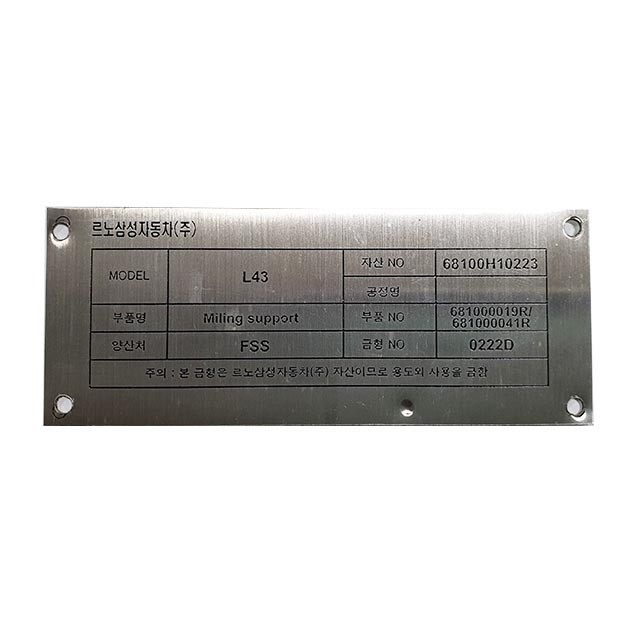 르노삼성자동차(주)
MODEL L43 자산 NO 68100H10223
공정명
부품명 Miling support 부품 NO 681000019R/
681000041R
양산처 FSS 금형 NO 0222D
주의 : 본 금형은 르노삼성자동차(주) 자산이므로 용도외 사용을 금함